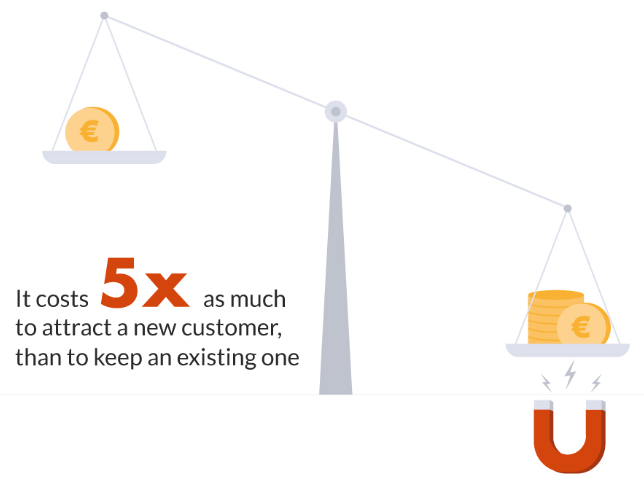 €
It costs 5x as much
to attract a new customer,
than to keep an existing one
€